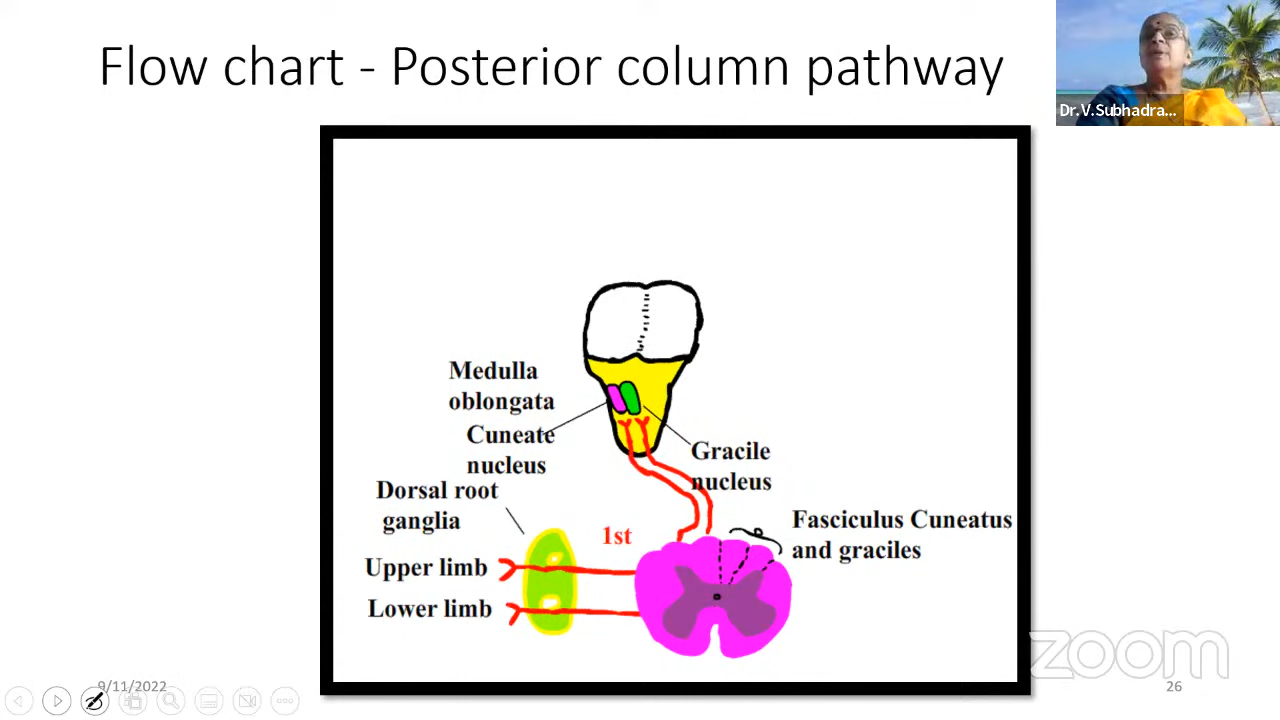 Flow chart - Posterior column pathway
Dr.V.Subhadra...
Medulla
oblongata
Cuneate
nucleus
Gracile
nucleus
Dorsal root
ganglia
1st
Fasciculus Cuneatus
and graciles
Upper limb
Lower limb
zoom
9/11/2022
26